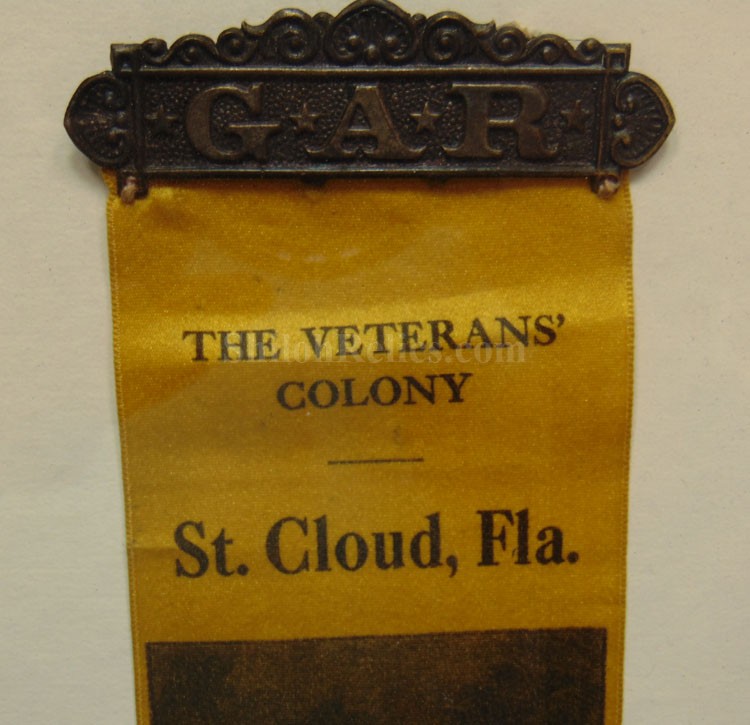 G★A★R★
THE VETERANS'
COLONY
St. Cloud, Fla.